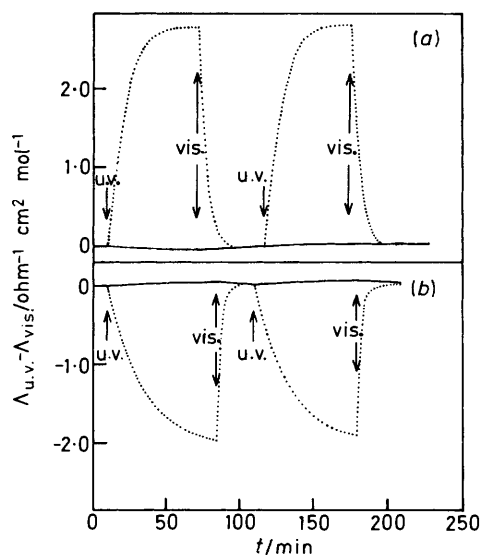 (a)
2·0
1·0
0
u.v.
vis.
u.v.
vis.
(b)
0
-1·0
-2·0
u.v.
vis.
u.v.
vis.
Λu.v.-Λvis./ohm⁻¹ cm² mol⁻¹
0 50 100 150 200 250
t/min